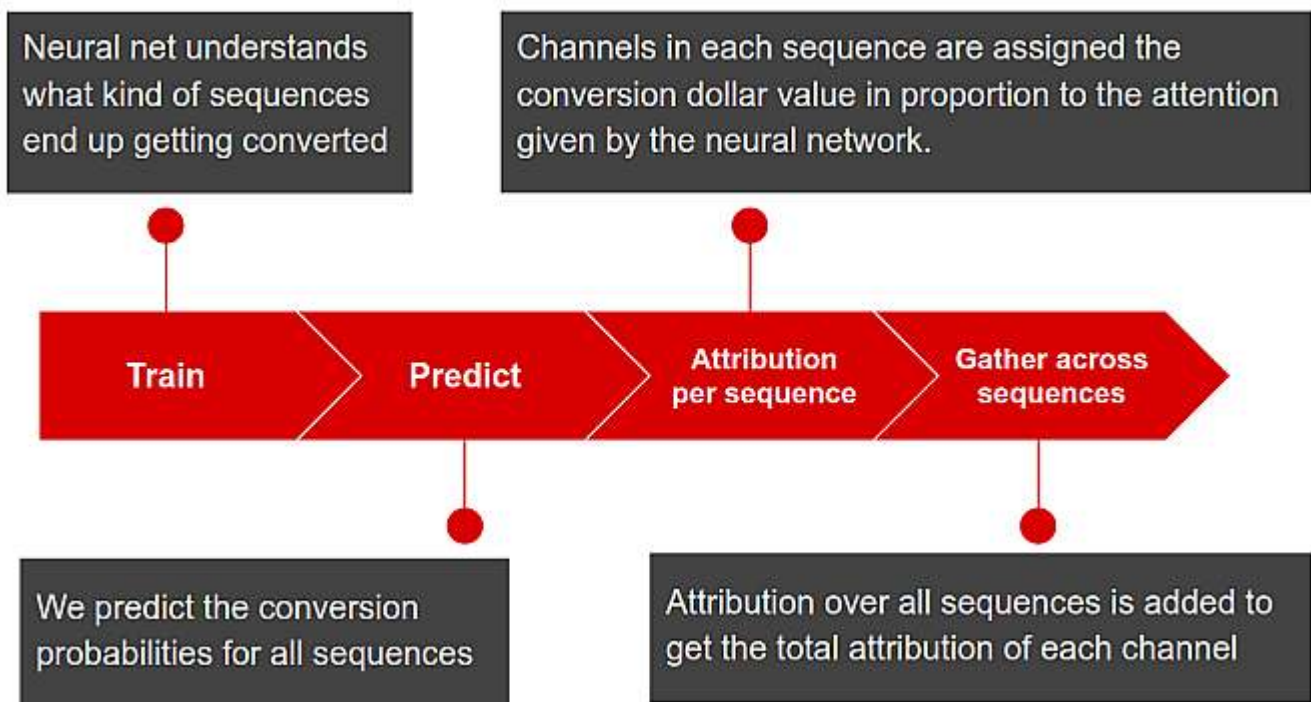 Neural net understands
what kind of sequences
end up getting converted
Channels in each sequence are assigned the
conversion dollar value in proportion to the attention
given by the neural network.
Train
Predict
Attribution
per sequence
Gather across
sequences
We predict the conversion
probabilities for all sequences
Attribution over all sequences is added to
get the total attribution of each channel